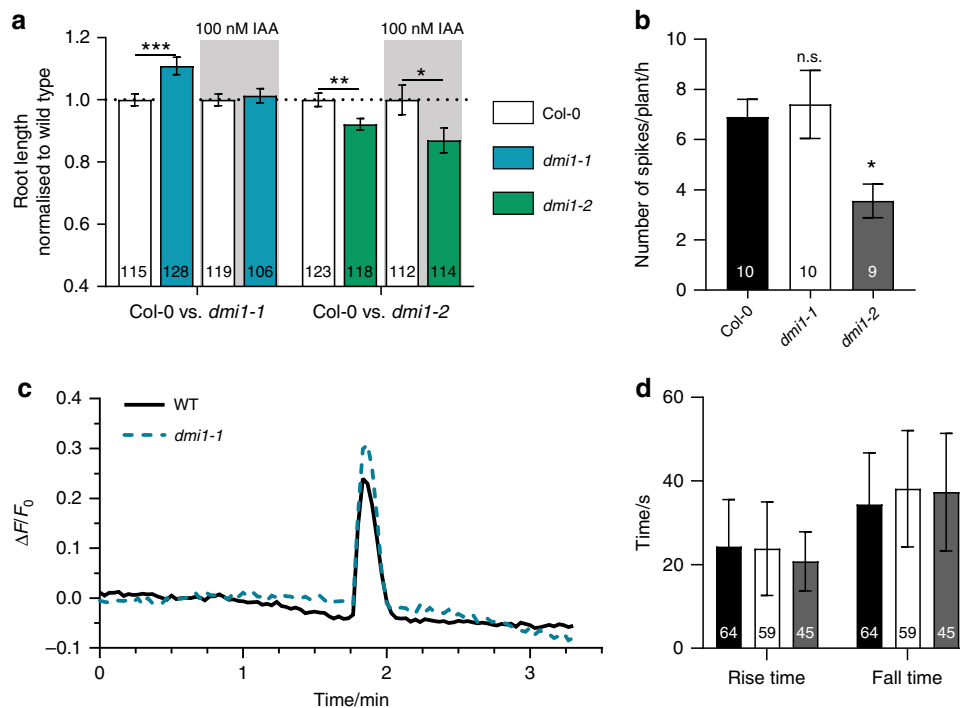 a
100 nM IAA
100 nM IAA
Root length
normalised to wild type
1.2
1.0
0.8
0.6
0.4
***
**
*
115
128
119
106
123
118
112
114
Col-0 vs. dmi1-1
Col-0 vs. dmi1-2
Col-0
dmi1-1
dmi1-2
b
Number of spikes/plant/h
10
8
6
4
2
0
n.s.
*
10
10
9
Col-0
dmi1-1
dmi1-2
c
ΔF/F0
0.4
0.3
0.2
0.1
0.0
–0.1
WT
dmi1-1
0
1
2
3
Time/min
d
Time/s
60
40
20
0
64
59
45
64
59
45
Rise time
Fall time